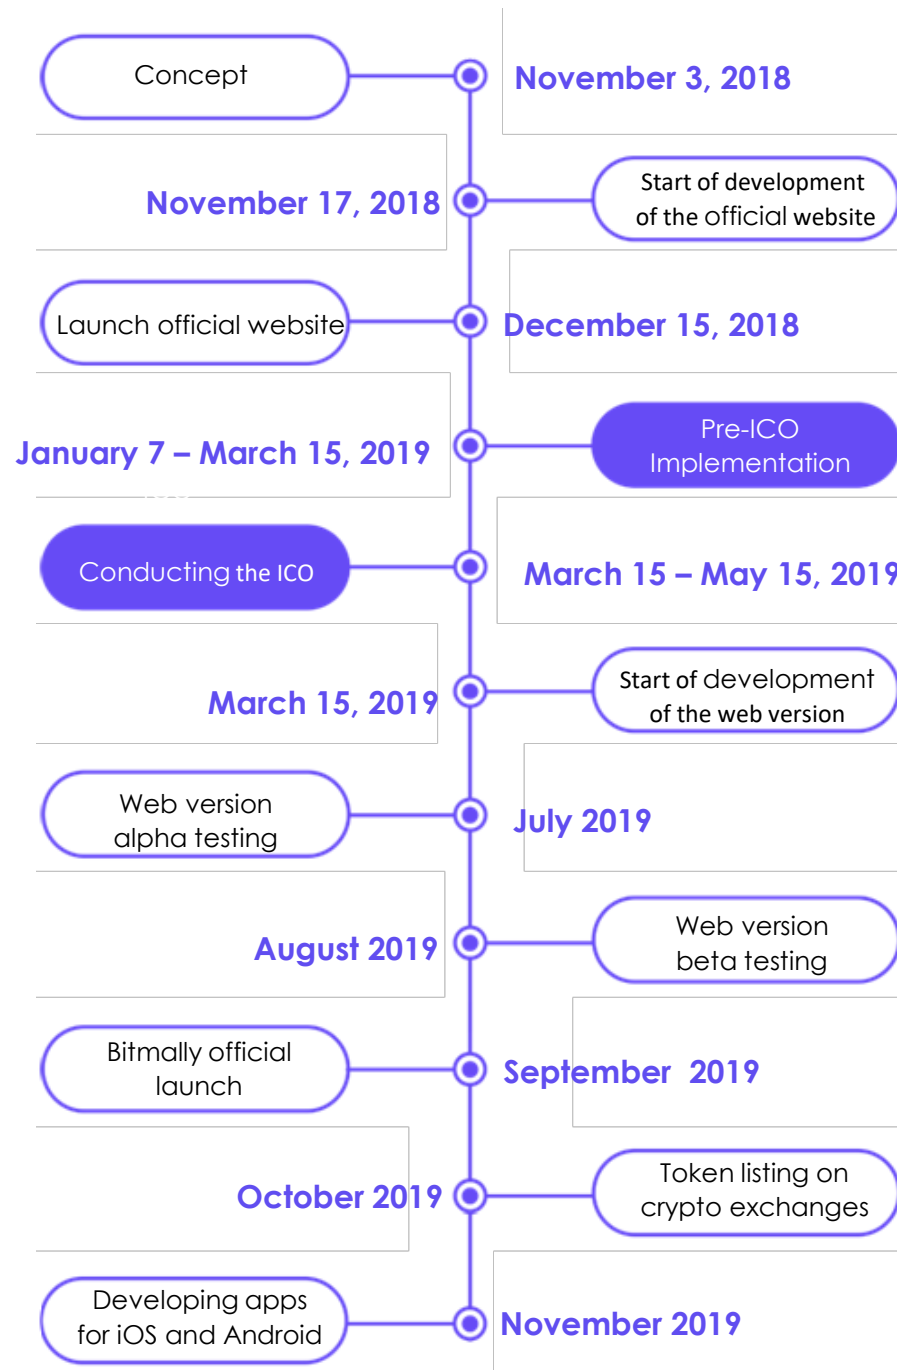 Concept
November 3, 2018
November 17, 2018
Start of development
of the official website
Launch official website
December 15, 2018
January 7 – March 15, 2019
Pre-ICO
Implementation
Conducting the ICO
March 15 – May 15, 2019
March 15, 2019
Start of development
of the web version
Web version
alpha testing
July 2019
August 2019
Web version
beta testing
Bitmally official
launch
September 2019
October 2019
Token listing on
crypto exchanges
Developing apps
for iOS and Android
November 2019